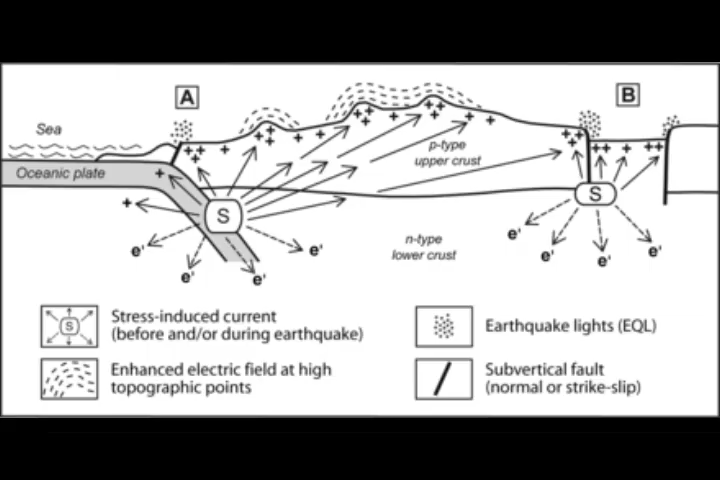 A
B
Sea
Oceanic plate
p-type
upper crust
n-type
lower crust
S
S
+
+
+ + +
+ + +
+
+ +
+
+ +
+
+ +
+
+
+ +
+
+ +
+
+ +
e'
e'
e'
e'
e'
e'
e'
e'
S
Stress-induced current
(before and/or during earthquake)
Enhanced electric field at high
topographic points
Earthquake lights (EQL)
Subvertical fault
(normal or strike-slip)